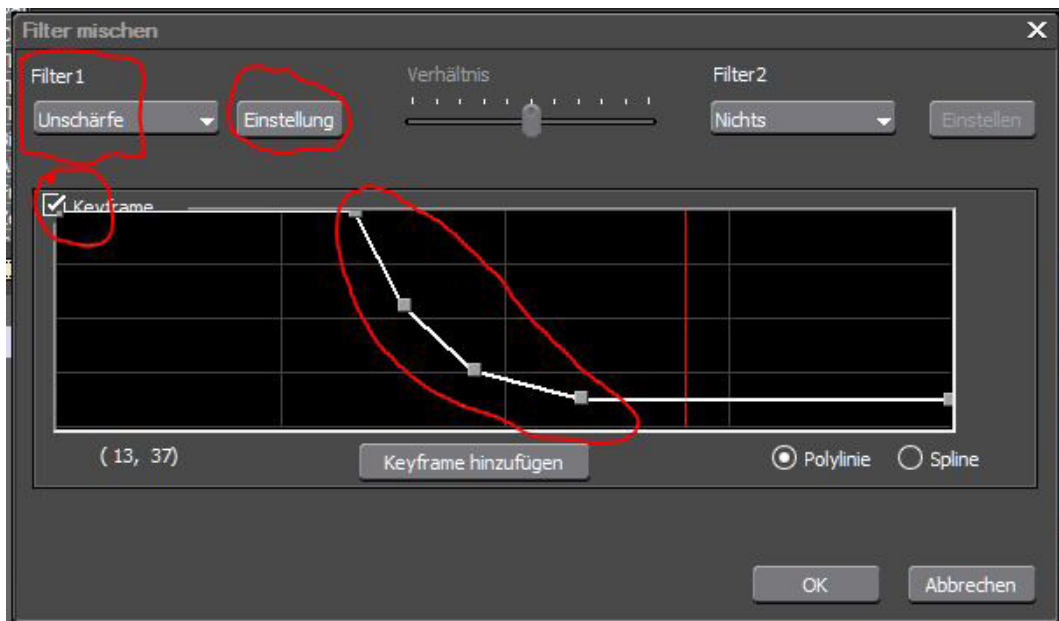 Filter mischen
Filter1
Verhältnis
Filter2
Unschärfe
Einstellung
Nichts
Einstellen
Keyframe
( 13, 37)
Keyframe hinzufügen
Polylinie
Spline
OK
Abbrechen